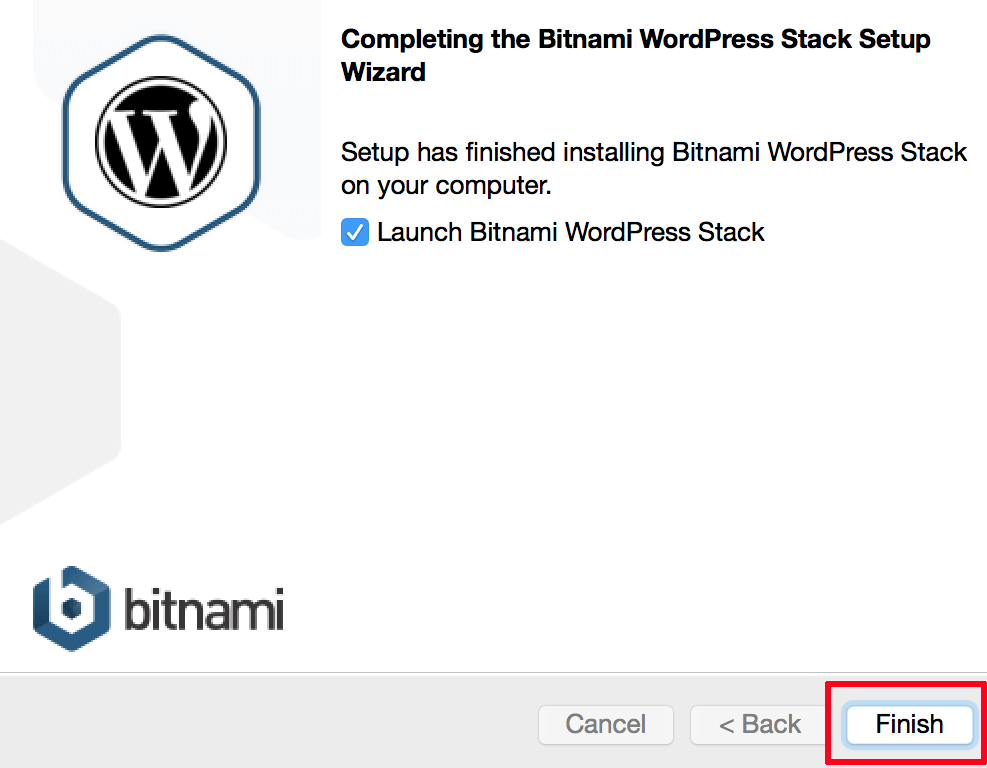 Completing the Bitnami WordPress Stack Setup
Wizard
Setup has finished installing Bitnami WordPress Stack
on your computer.
Launch Bitnami WordPress Stack
bitnami
Cancel
< Back
Finish